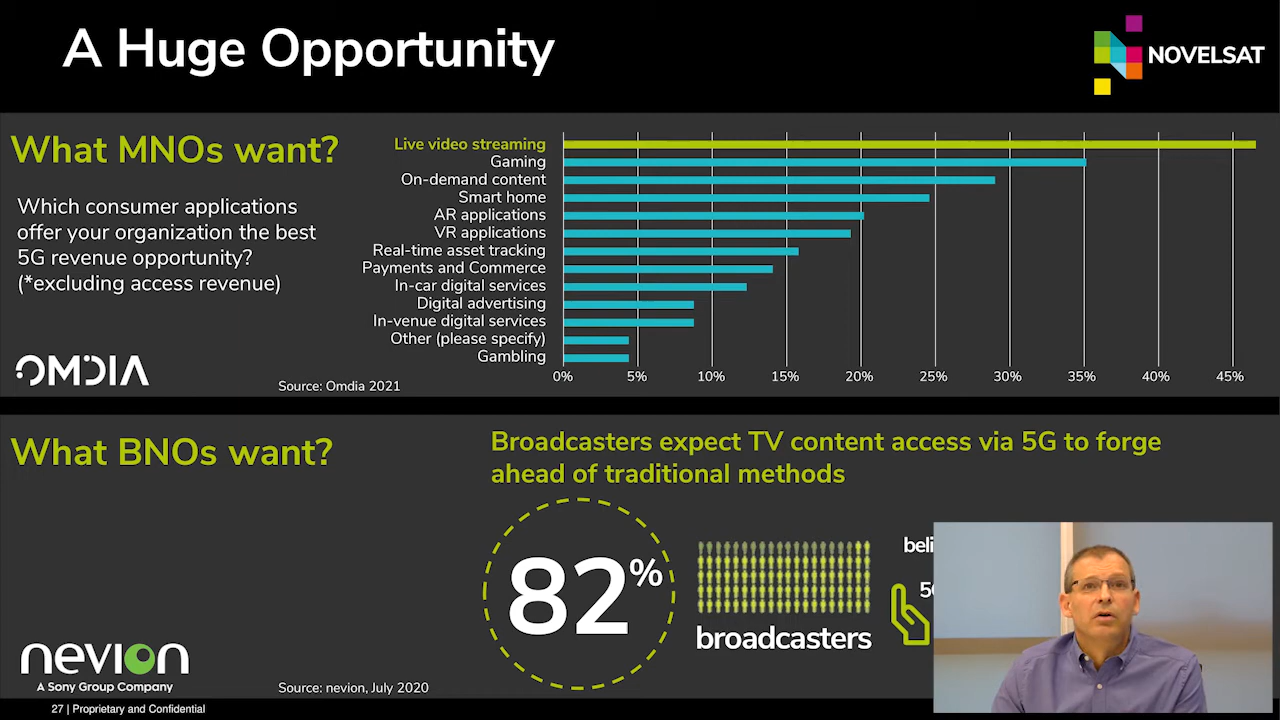 A Huge Opportunity
NOVELSAT
What MNOs want?
Which consumer applications
offer your organization the best
5G revenue opportunity?
(*excluding access revenue)
OMDIA
Source: Omdia 2021
Live video streaming
Gaming
On-demand content
Smart home
AR applications
VR applications
Real-time asset tracking
Payments and Commerce
In-car digital services
Digital advertising
In-venue digital services
Other (please specify)
Gambling
0% 5% 10% 15% 20% 25% 30% 35% 40% 45%
What BNOs want?
Broadcasters expect TV content access via 5G to forge
ahead of traditional methods
82%
broadcasters
nevion
A Sony Group Company
Source: nevion, July 2020
27 | Proprietary and Confidential